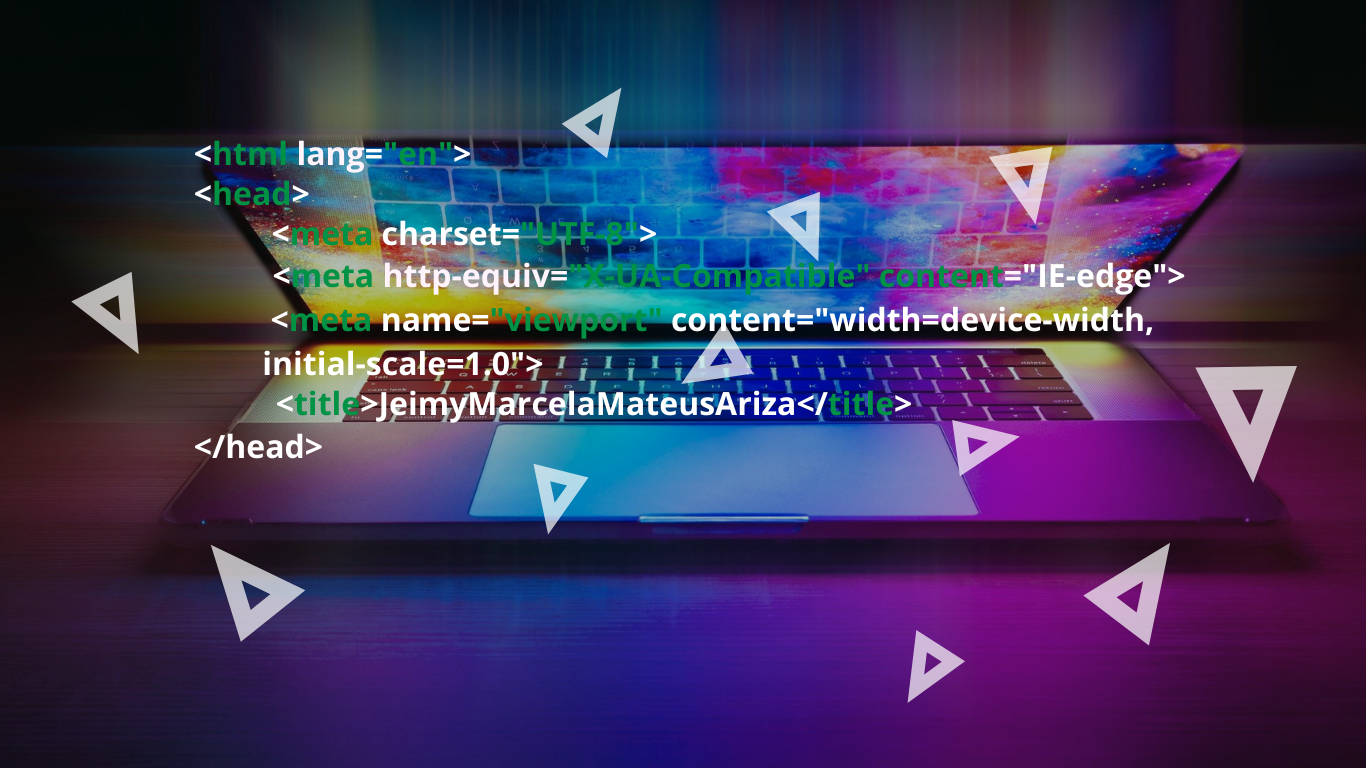 <html lang="en">
<head>
<meta charset="UTF-8">
<meta http-equiv="X-UA-Compatible" content="IE-edge">
<meta name="viewport" content="width=device-width,
initial-scale=1.0">
<title>JeimyMarcelaMateusAriza</title>
</head>